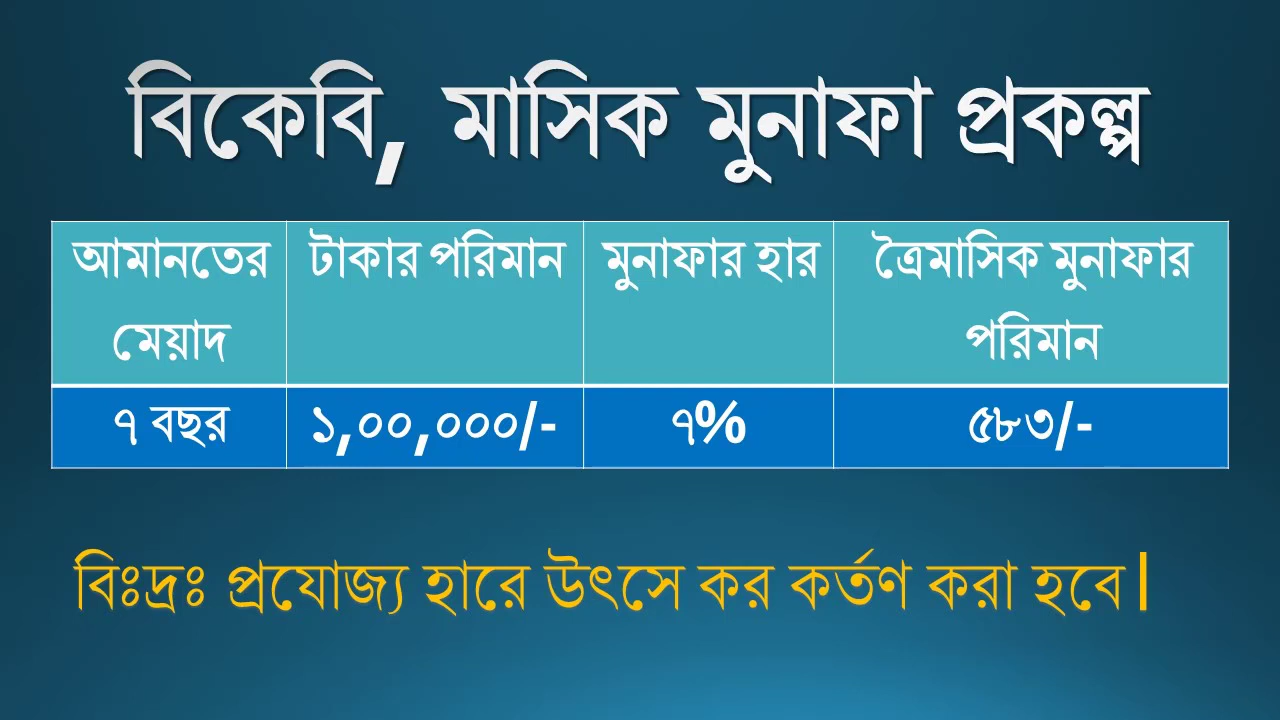 বিকেবি, মাসিক মুনাফা প্রকল্প
আমানতের মেয়াদ
টাকার পরিমান
মুনাফার হার
ত্রৈমাসিক মুনাফার পরিমান
৭ বছর
১,০০,০০০/-
৭%
৫৮৩/-
বিঃদ্রঃ প্রযোজ্য হারে উৎসে কর কর্তণ করা হবে।